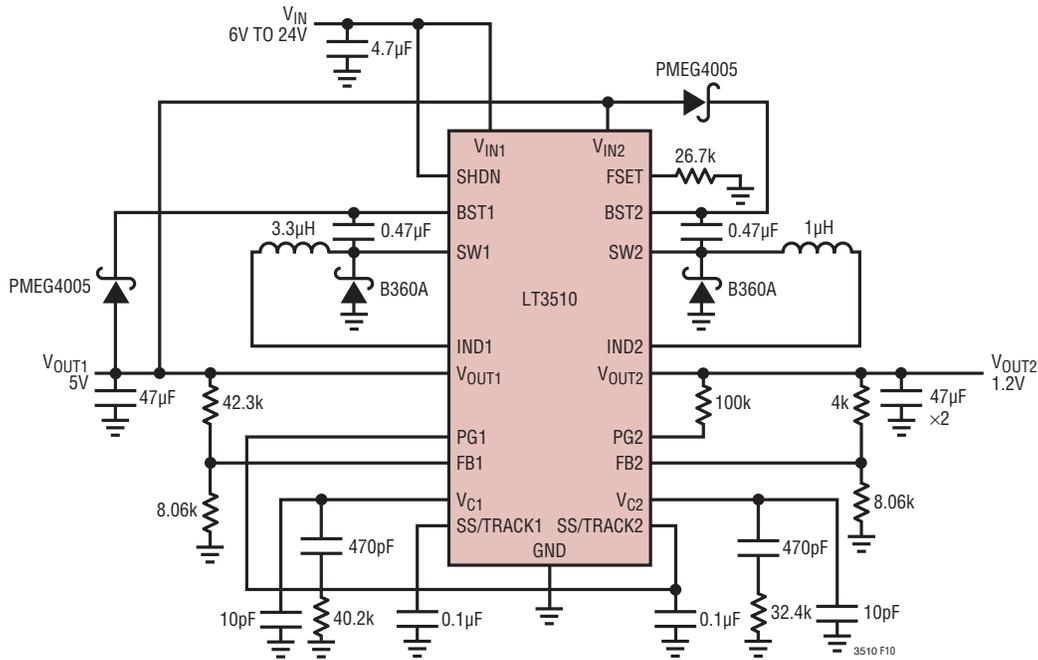 VIN
6V TO 24V
4.7µF
PMEG4005
VIN1
VIN2
SHDN
FSET
26.7k
BST1
BST2
3.3µH
0.47µF
0.47µF
1µH
SW1
SW2
PMEG4005
B360A
LT3510
B360A
IND1
IND2
VOUT1
5V
VOUT1
VOUT2
VOUT2
1.2V
47µF
42.3k
100k
4k
47µF
×2
PG1
PG2
FB1
FB2
8.06k
8.06k
VC1
VC2
SS/TRACK1
SS/TRACK2
470pF
GND
470pF
10pF
40.2k
0.1µF
0.1µF
32.4k
10pF
3510 F10